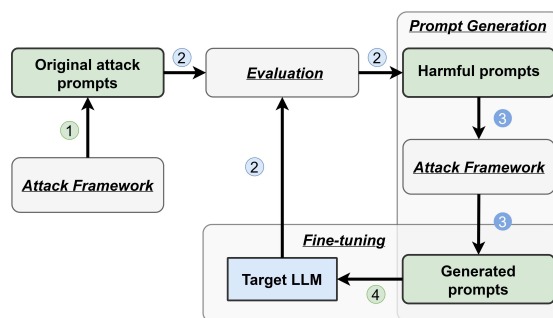 Prompt Generation
Original attack
prompts
2
Evaluation
2
Harmful prompts
1
3
2
Attack Framework
Attack Framework
3
Fine-tuning
Target LLM
4
Generated
prompts